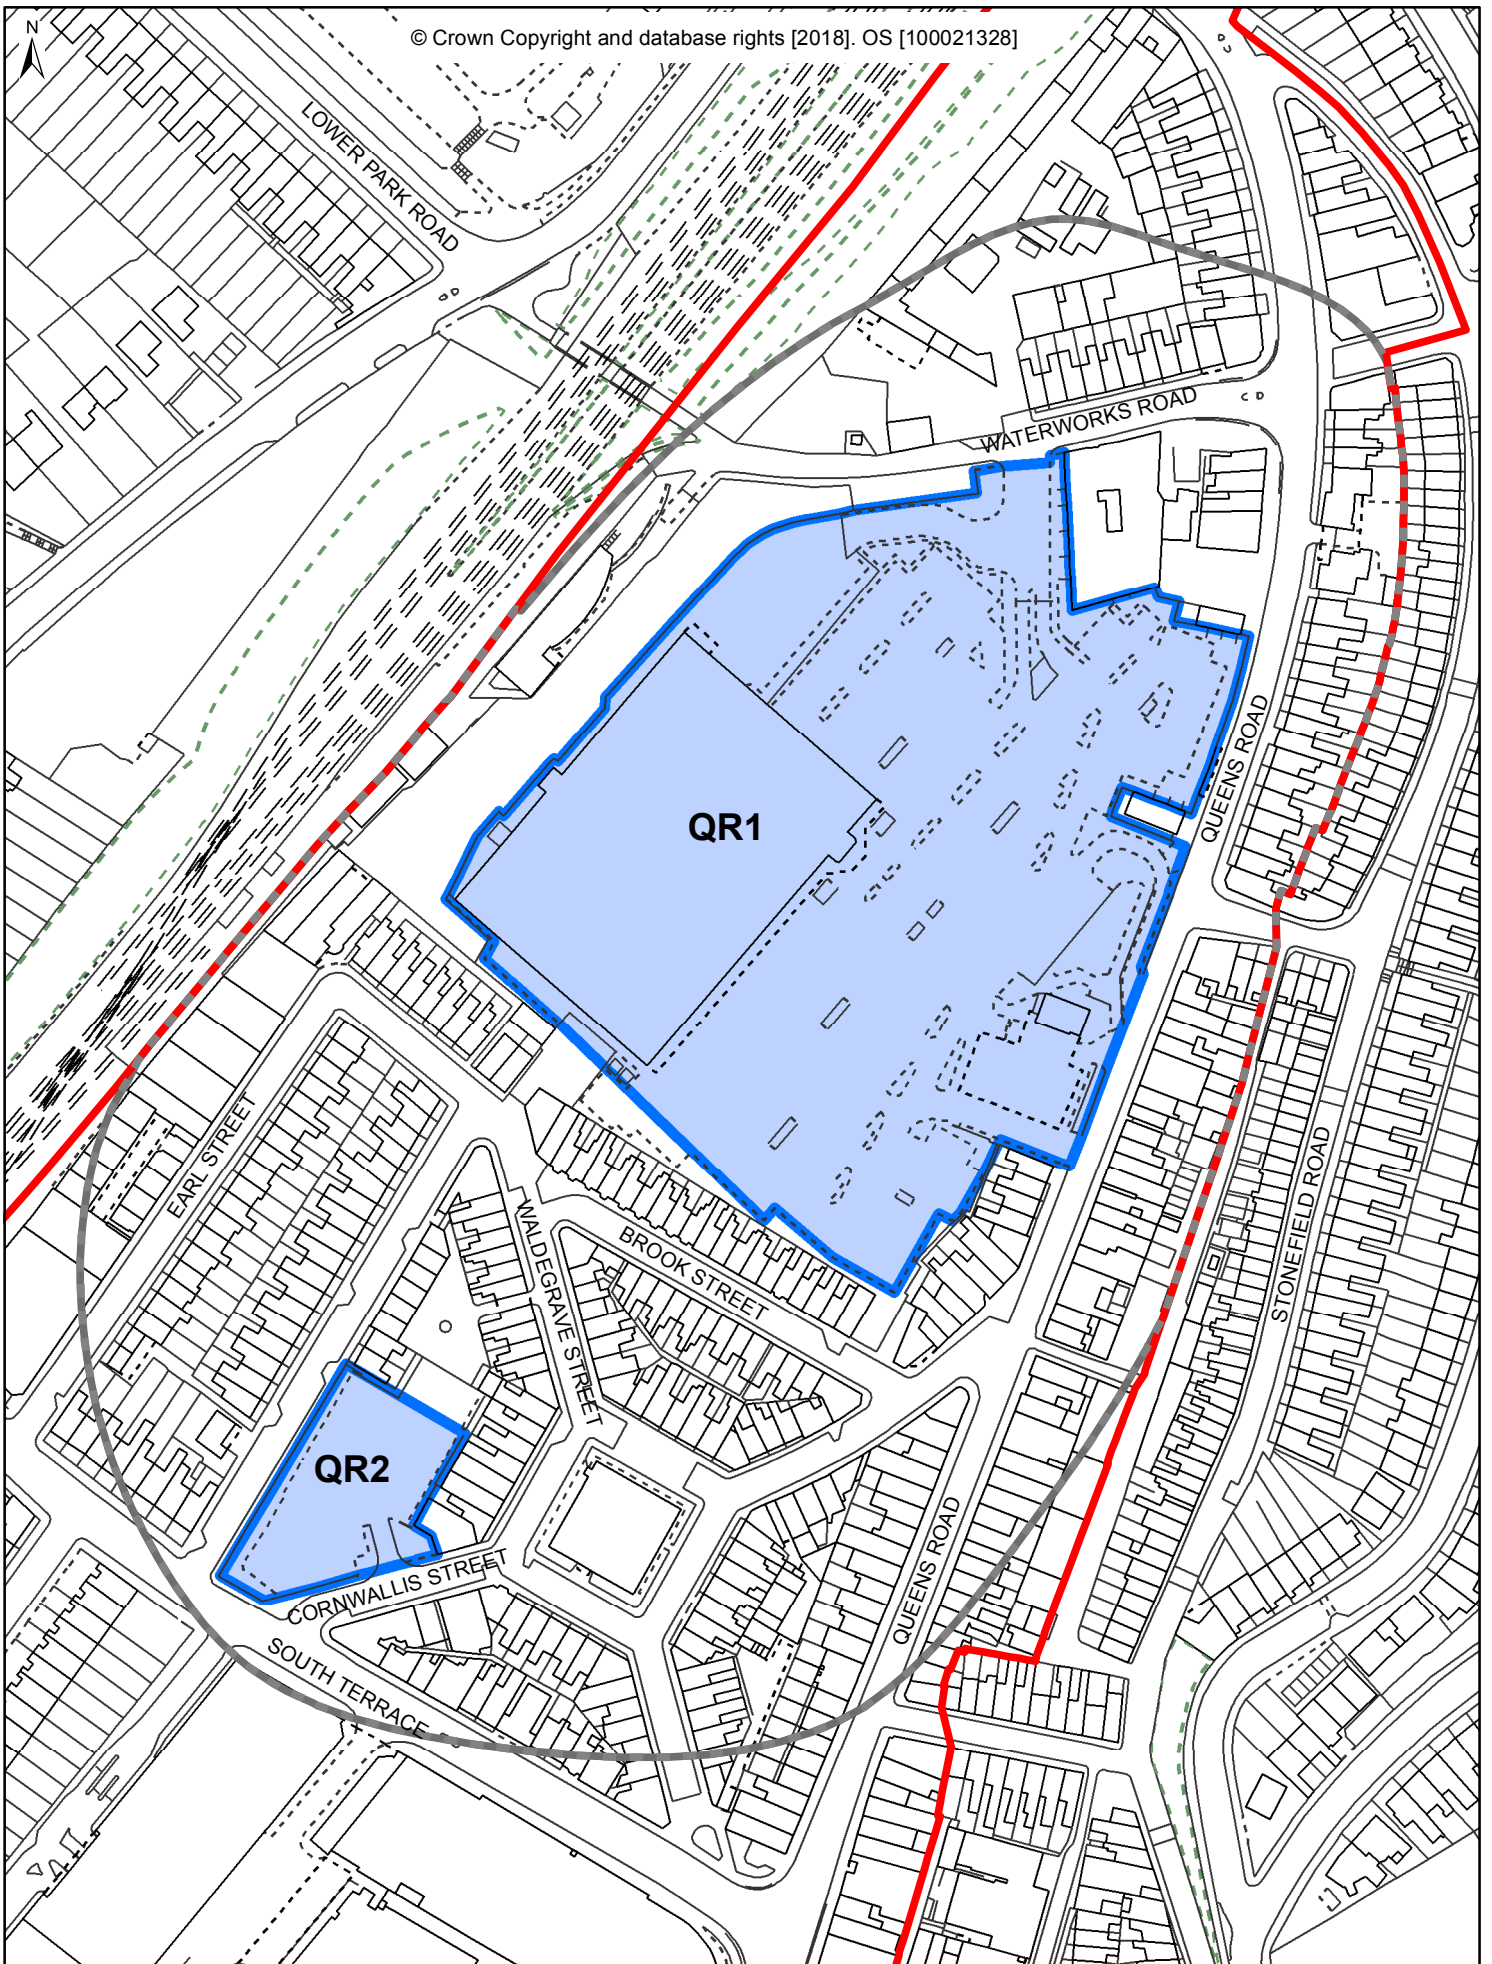 N
© Crown Copyright and database rights [2018]. OS [100021328]
LOWER PARK ROAD
WATERWORKS ROAD
QUEENS ROAD
QR1
EARL STREET
WALDEGRAVE STREET
BROOK STREET
STONEFIELD ROAD
QR2
CORNWALLIS STREET
QUEENS ROAD
SOUTH TERRACE